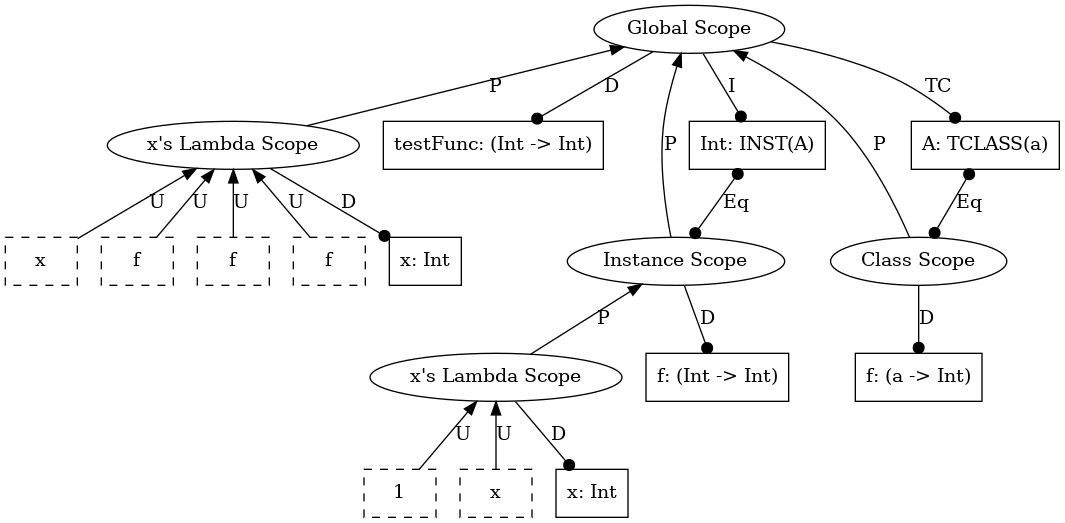 Global Scope
P
D
I
TC
x's Lambda Scope
testFunc: (Int -> Int)
P
Int: INST(A)
P
A: TCLASS(a)
U
U
U
U
D
Eq
Eq
x
f
f
f
x: Int
Instance Scope
Class Scope
P
D
D
x's Lambda Scope
f: (Int -> Int)
f: (a -> Int)
U
U
D
1
x
x: Int